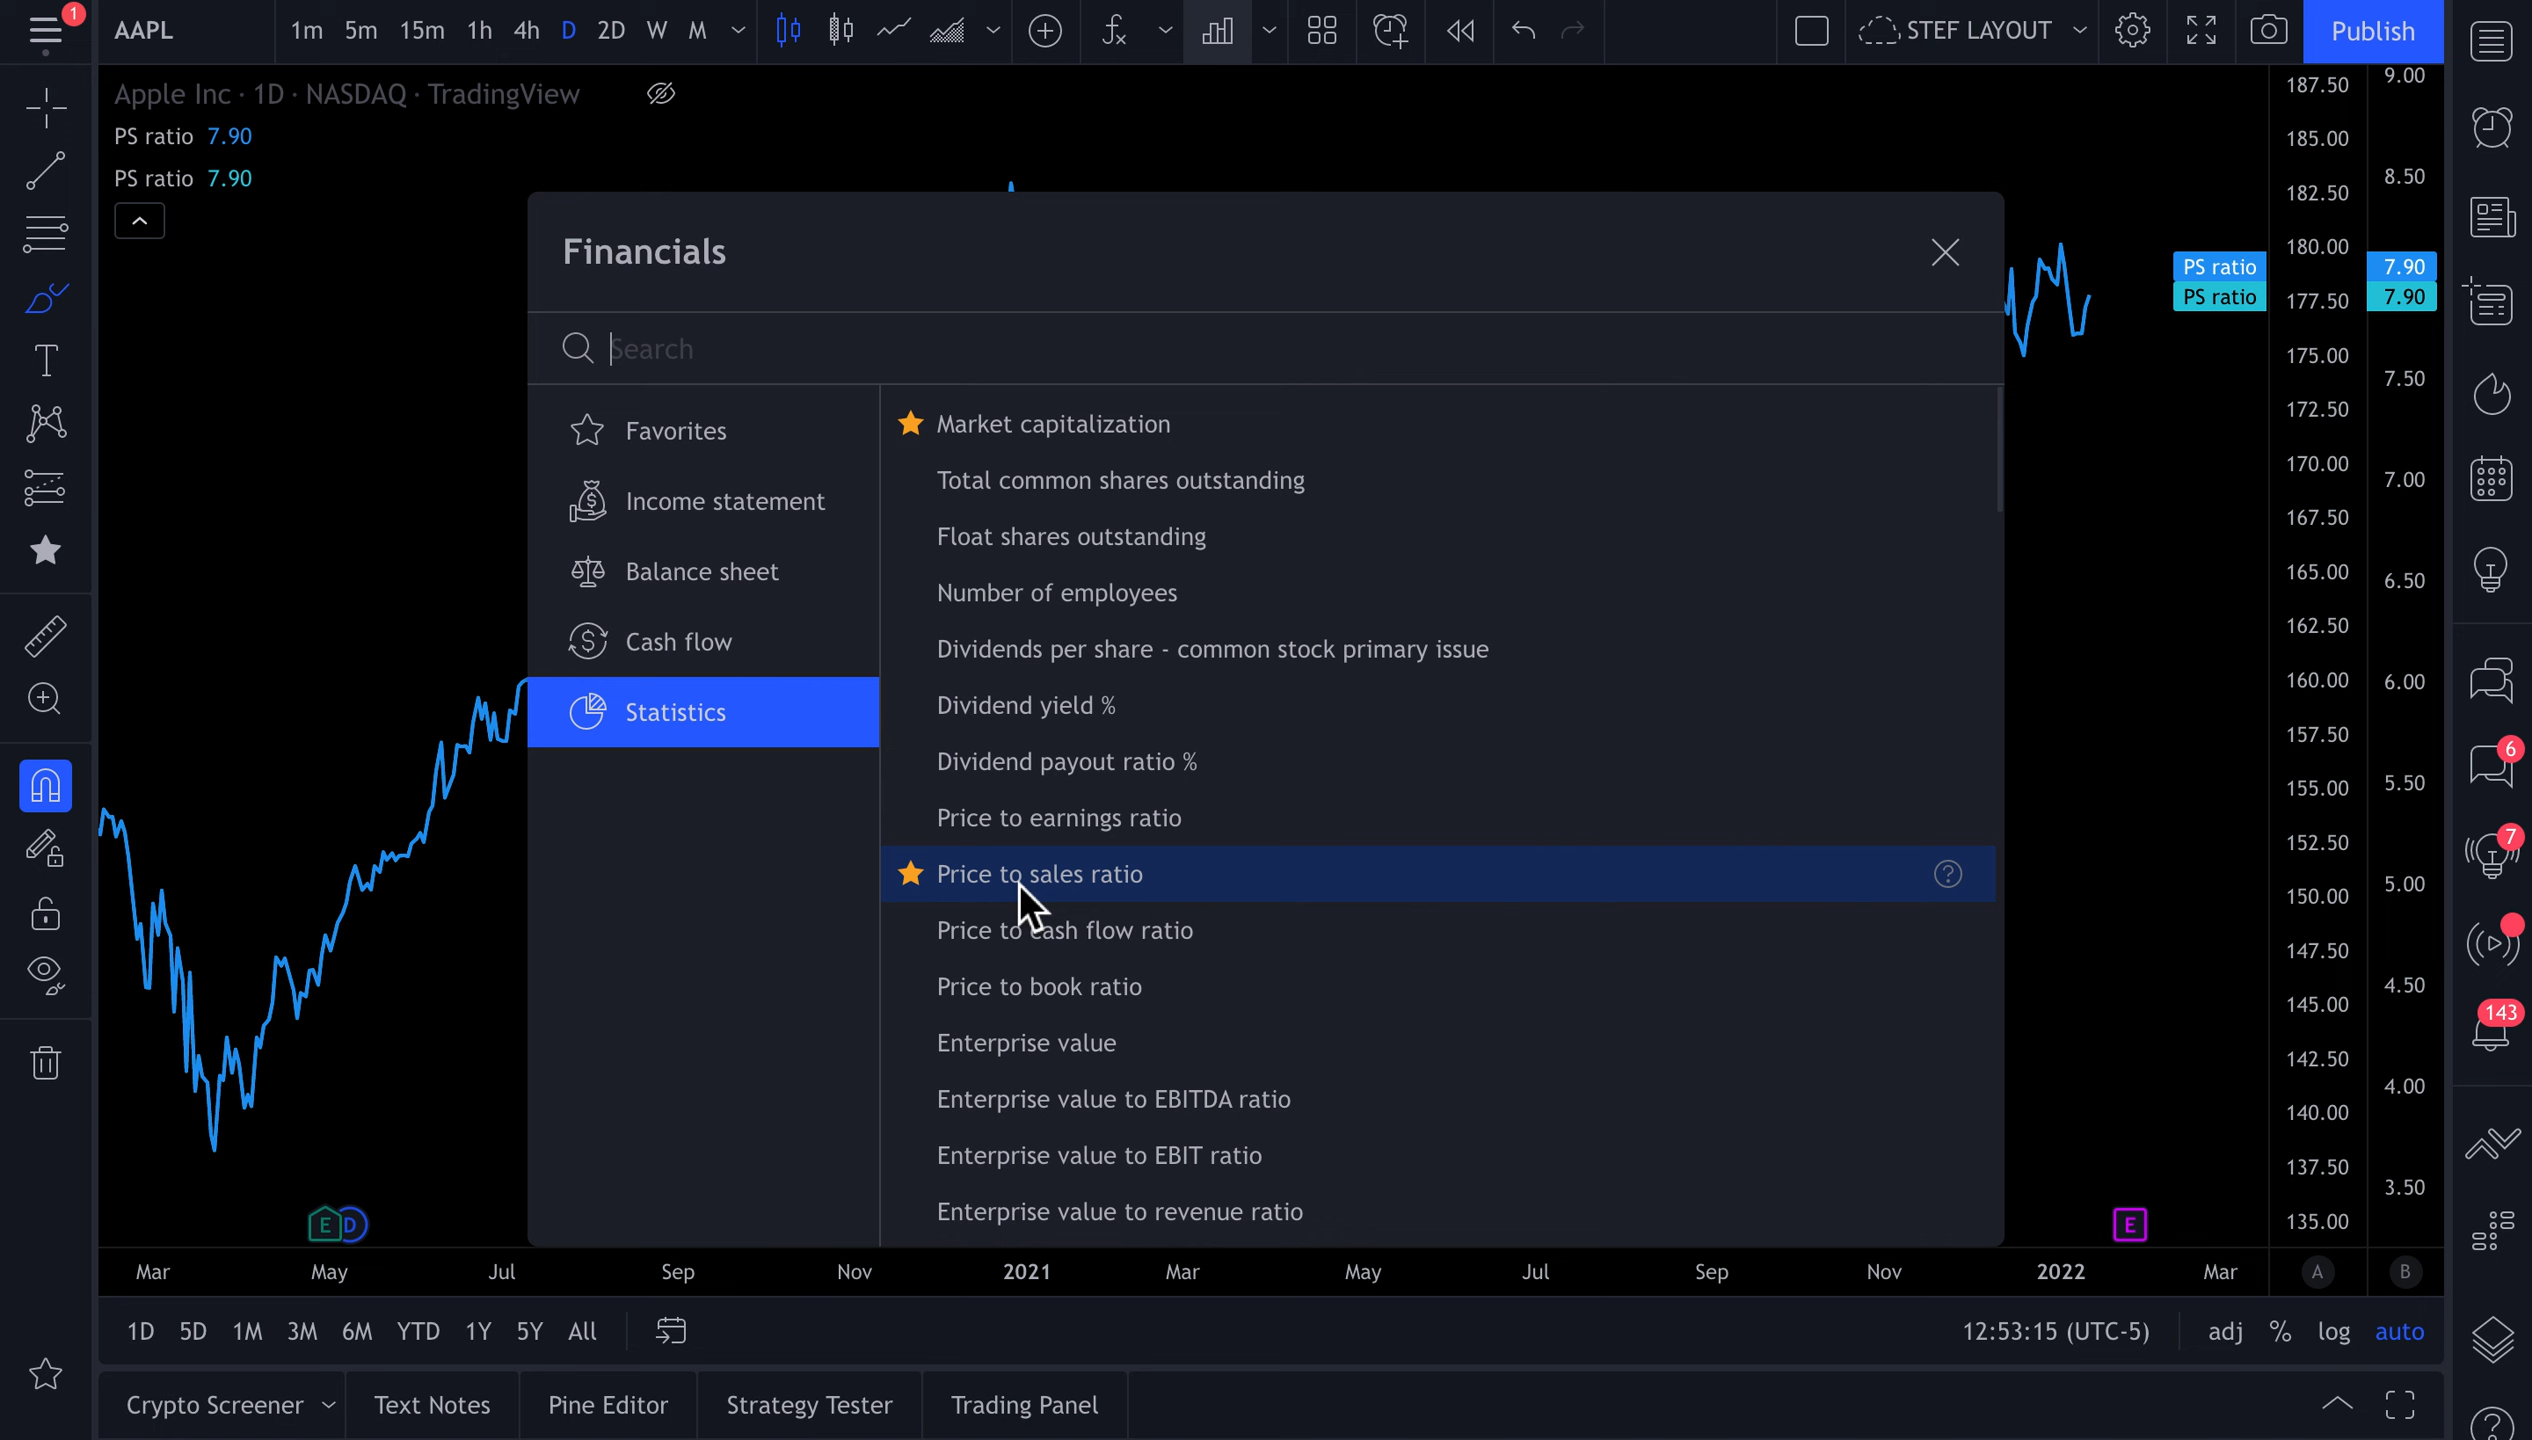 1
AAPL 1m 5m 15m 1h 4h D 2D W M STEF LAYOUT Publish
Apple Inc · 1D · NASDAQ · TradingView
PS ratio 7.90
PS ratio 7.90
Financials
Search
Favorites
Income statement
Balance sheet
Cash flow
Statistics
Market capitalization
Total common shares outstanding
Float shares outstanding
Number of employees
Dividends per share - common stock primary issue
Dividend yield %
Dividend payout ratio %
Price to earnings ratio
Price to sales ratio
Price to cash flow ratio
Price to book ratio
Enterprise value
Enterprise value to EBITDA ratio
Enterprise value to EBIT ratio
Enterprise value to revenue ratio
PS ratio 7.90
PS ratio 7.90
187.50
185.00
182.50
180.00
177.50
175.00
172.50
170.00
167.50
165.00
162.50
160.00
157.50
155.00
152.50
150.00
147.50
145.00
142.50
140.00
137.50
135.00
9.00
8.50
7.50
7.00
6.50
6.00
5.50
5.00
4.50
4.00
3.50
6
7
143
E D E
Mar May Jul Sep Nov 2021 Mar May Jul Sep Nov 2022 Mar A B
1D 5D 1M 3M 6M YTD 1Y 5Y All 12:53:15 (UTC-5) adj % log auto
Crypto Screener Text Notes Pine Editor Strategy Tester Trading Panel